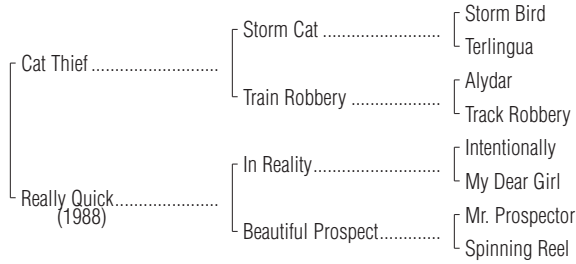 Storm Bird
Storm Cat ........................
Terlingua
Cat Thief ..........................
Alydar
Train Robbery ..................
Track Robbery
Intentionally
In Reality..........................
My Dear Girl
Really Quick.....................
(1988)
Mr. Prospector
Beautiful Prospect............
Spinning Reel